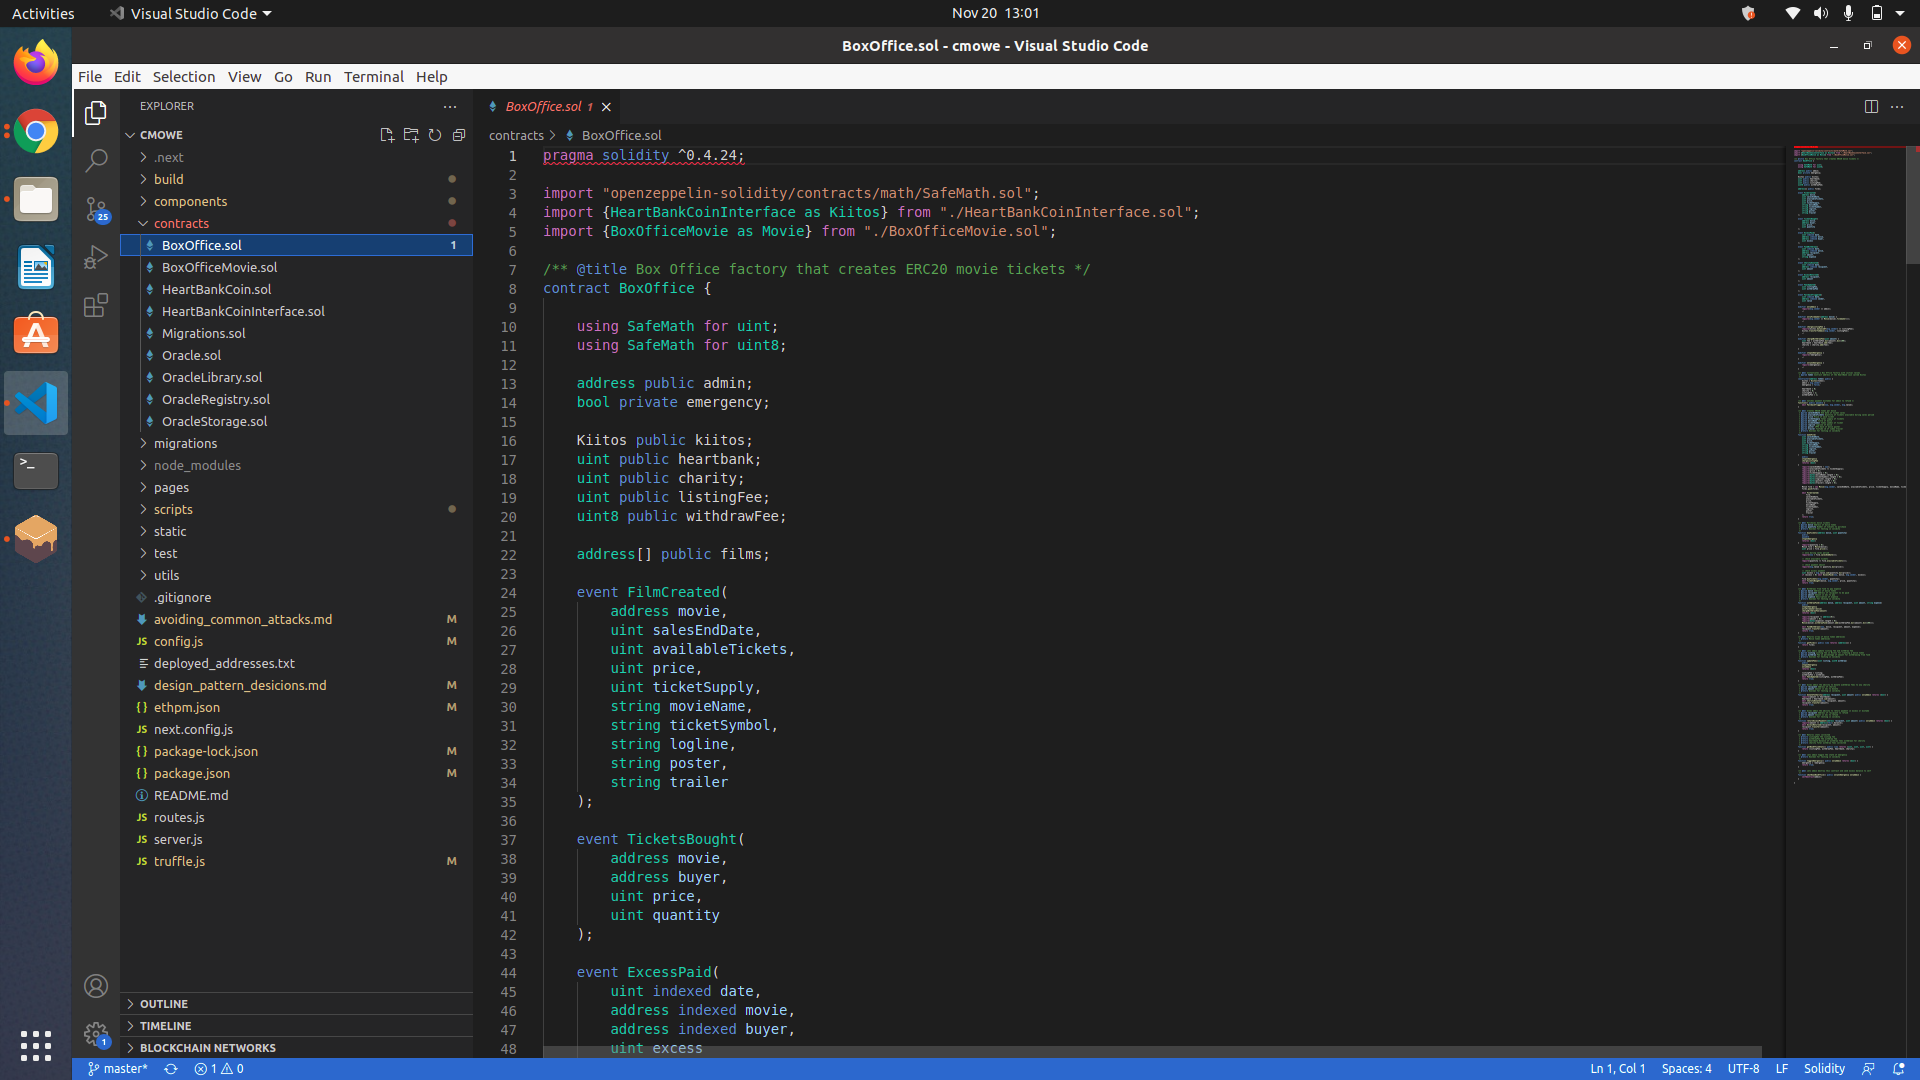 Activities
Visual Studio Code
Nov 20 13:01
BoxOffice.sol - cmowe - Visual Studio Code
File Edit Selection View Go Run Terminal Help
EXPLORER
CMOWE
.next
build
components
25
contracts
BoxOffice.sol 1
BoxOfficeMovie.sol
HeartBankCoin.sol
HeartBankCoinInterface.sol
Migrations.sol
Oracle.sol
OracleLibrary.sol
OracleRegistry.sol
OracleStorage.sol
migrations
node_modules
pages
scripts
static
test
utils
.gitignore
avoiding_common_attacks.md M
JS config.js M
deployed_addresses.txt
design_pattern_desicions.md M
{} ethpm.json M
JS next.config.js
{} package-lock.json M
{} package.json M
README.md
JS routes.js
JS server.js
JS truffle.js M
OUTLINE
TIMELINE
1
BLOCKCHAIN NETWORKS
BoxOffice.sol 1
contracts > BoxOffice.sol
1 pragma solidity ^0.4.24;
2
3 import "openzeppelin-solidity/contracts/math/SafeMath.sol";
4 import {HeartBankCoinInterface as Kiitos} from "./HeartBankCoinInterface.sol";
5 import {BoxOfficeMovie as Movie} from "./BoxOfficeMovie.sol";
6
7 /** @title Box Office factory that creates ERC20 movie tickets */
8 contract BoxOffice {
9
10 using SafeMath for uint;
11 using SafeMath for uint8;
12
13 address public admin;
14 bool private emergency;
15
16 Kiitos public kiitos;
17 uint public heartbank;
18 uint public charity;
19 uint public listingFee;
20 uint8 public withdrawFee;
21
22 address[] public films;
23
24 event FilmCreated(
25 address movie,
26 uint salesEndDate,
27 uint availableTickets,
28 uint price,
29 uint ticketSupply,
30 string movieName,
31 string ticketSymbol,
32 string logline,
33 string poster,
34 string trailer
35 );
36
37 event TicketsBought(
38 address movie,
39 address buyer,
40 uint price,
41 uint quantity
42 );
43
44 event ExcessPaid(
45 uint indexed date,
46 address indexed movie,
47 address indexed buyer,
48 uint excess
master* 1 0
Ln 1, Col 1 Spaces: 4 UTF-8 LF Solidity